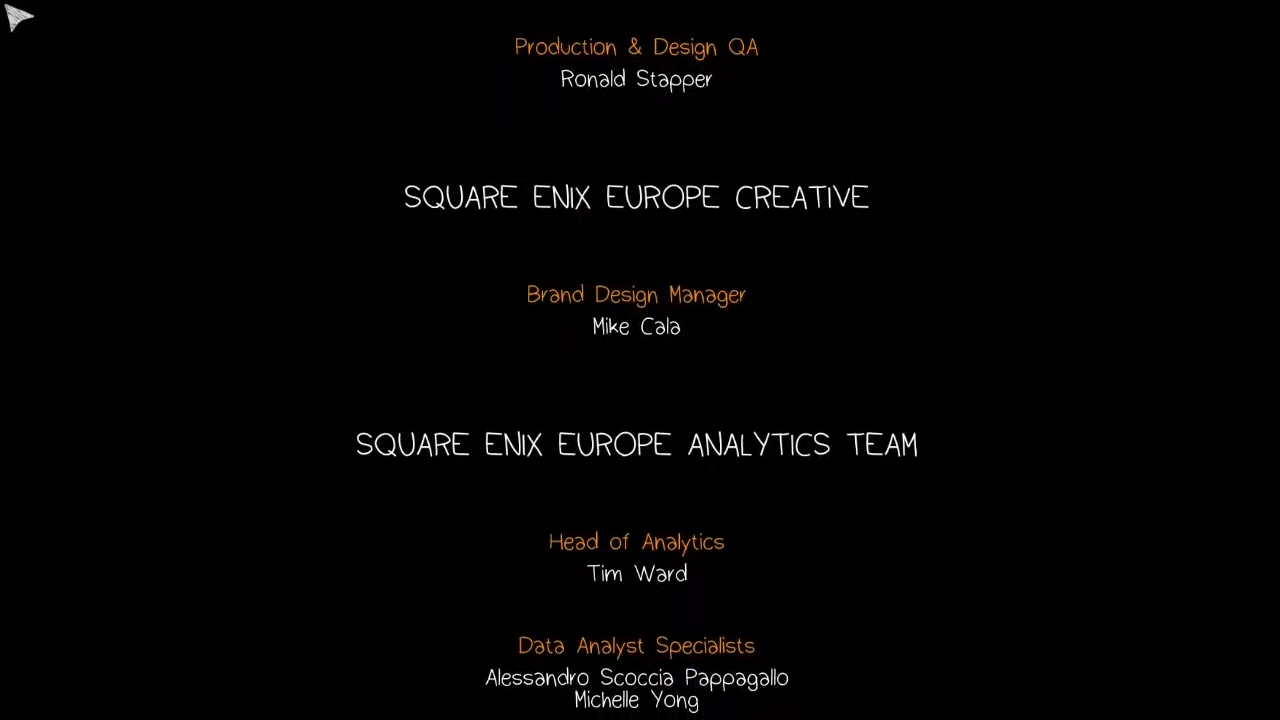 Production & Design QA
Ronald Stapper
SQUARE ENIX EUROPE CREATIVE
Brand Design Manager
Mike Cala
SQUARE ENIX EUROPE ANALYTICS TEAM
Head of Analytics
Tim Ward
Data Analyst Specialists
Alessandro Scoccia Pappagallo
Michelle Yong